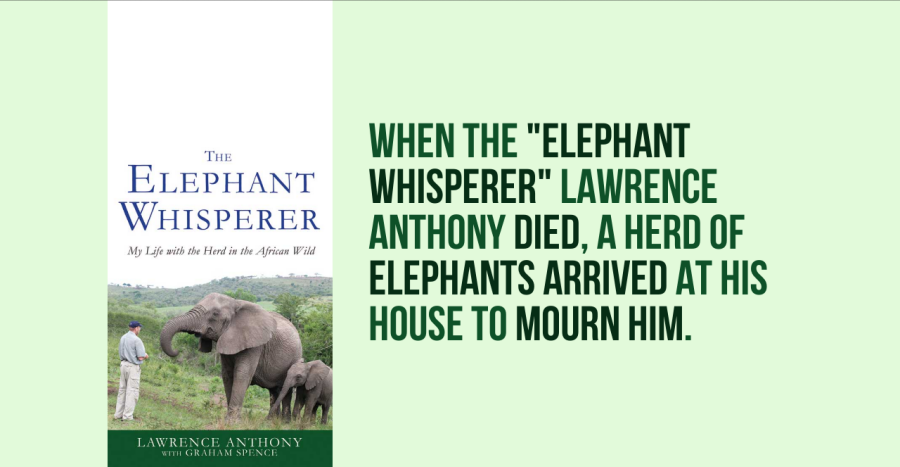 THE
ELEPHANT
WHISPERER
My Life with the Herd in the African Wild
LAWRENCE ANTHONY
WITH GRAHAM SPENCE
WHEN THE "ELEPHANT
WHISPERER" LAWRENCE
ANTHONY DIED, A HERD OF
ELEPHANTS ARRIVED AT HIS
HOUSE TO MOURN HIM.